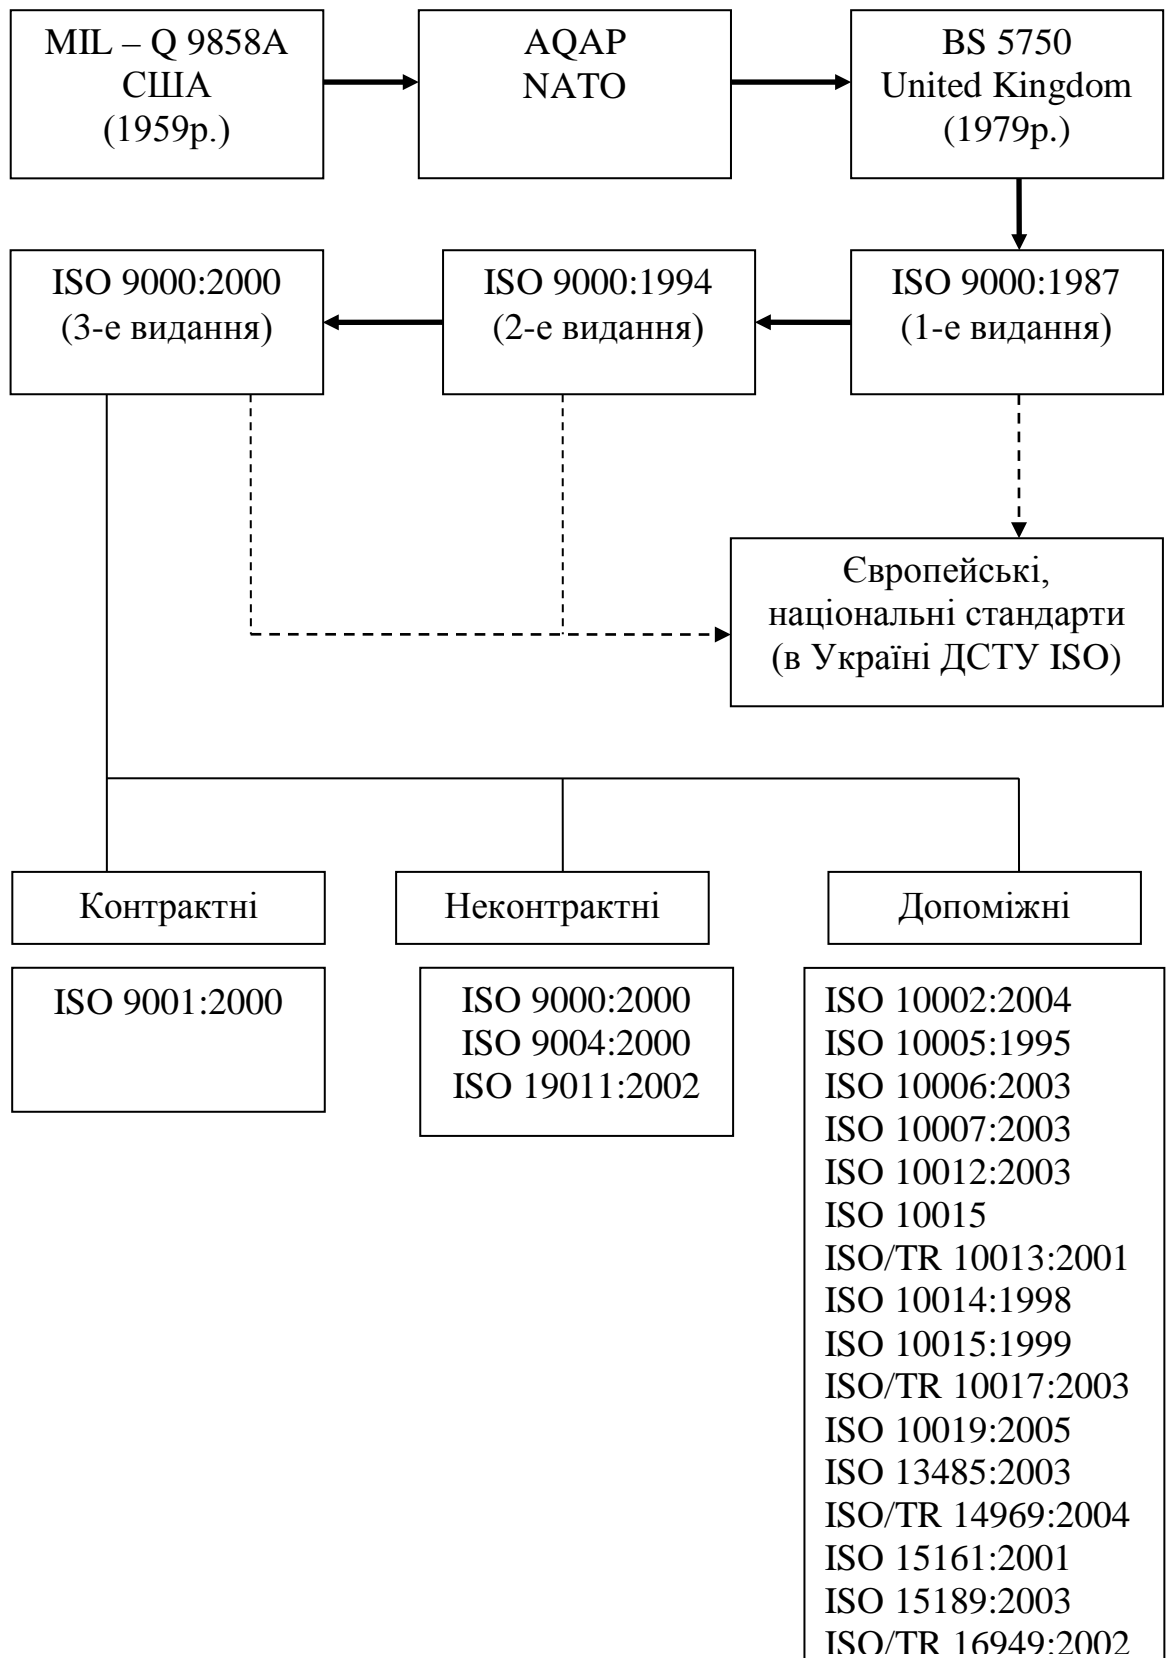 MIL – Q 9858A
США
(1959р.)
AQAP
NATO
BS 5750
United Kingdom
(1979р.)
ISO 9000:2000
(3-е видання)
ISO 9000:1994
(2-е видання)
ISO 9000:1987
(1-е видання)
Європейські,
національні стандарти
(в Україні ДСТУ ISO)
Контрактні
Неконтрактні
Допоміжні
ISO 9001:2000
ISO 9000:2000
ISO 9004:2000
ISO 19011:2002
ISO 10002:2004
ISO 10005:1995
ISO 10006:2003
ISO 10007:2003
ISO 10012:2003
ISO 10015
ISO/TR 10013:2001
ISO 10014:1998
ISO 10015:1999
ISO/TR 10017:2003
ISO 10019:2005
ISO 13485:2003
ISO/TR 14969:2004
ISO 15161:2001
ISO 15189:2003
ISO/TR 16949:2002